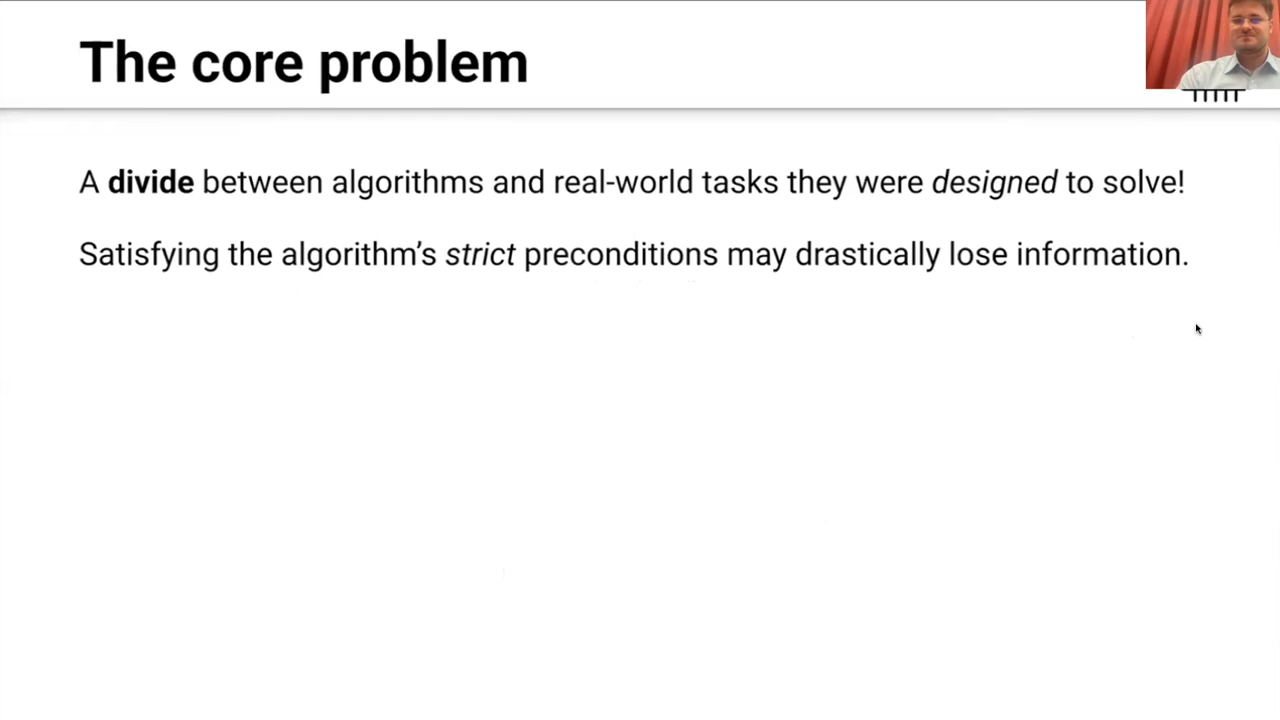 The core problem
A divide between algorithms and real-world tasks they were designed to solve!
Satisfying the algorithm’s strict preconditions may drastically lose information.